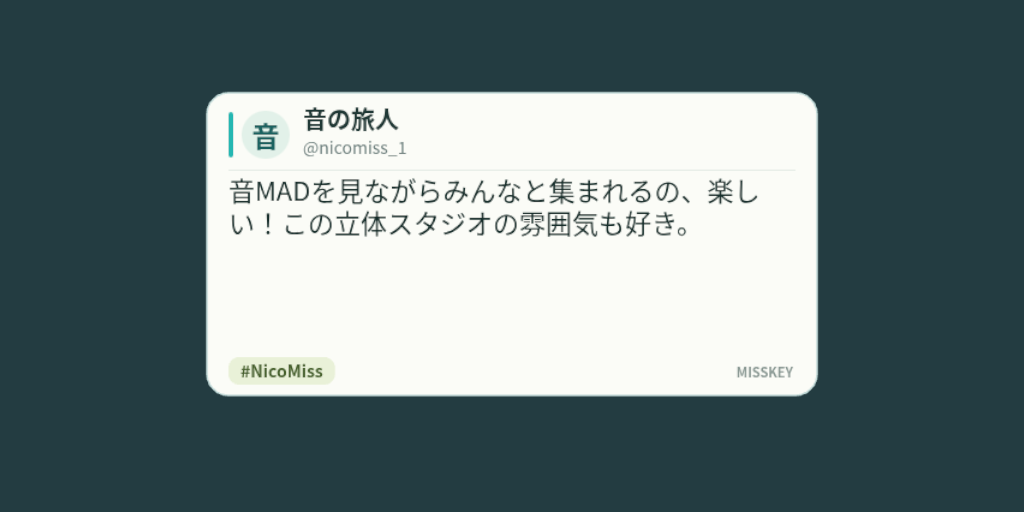 音
音の旅人
@nicomiss_1
音MADを見ながらみんなと集まれるの、楽し
い！この立体スタジオの雰囲気も好き。
#NicoMiss
MISSKEY